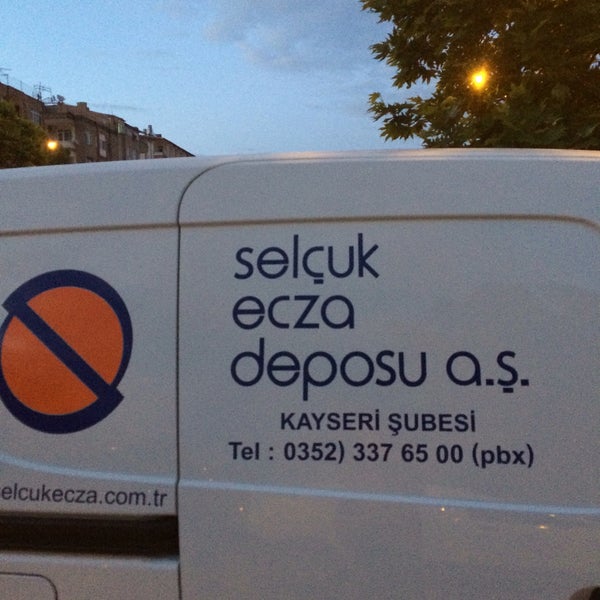 selçuk
ecza
deposu a.ş.
KAYSERİ ŞUBESİ
Tel : 0352) 337 65 00 (pbx)
elcukecza.com.tr